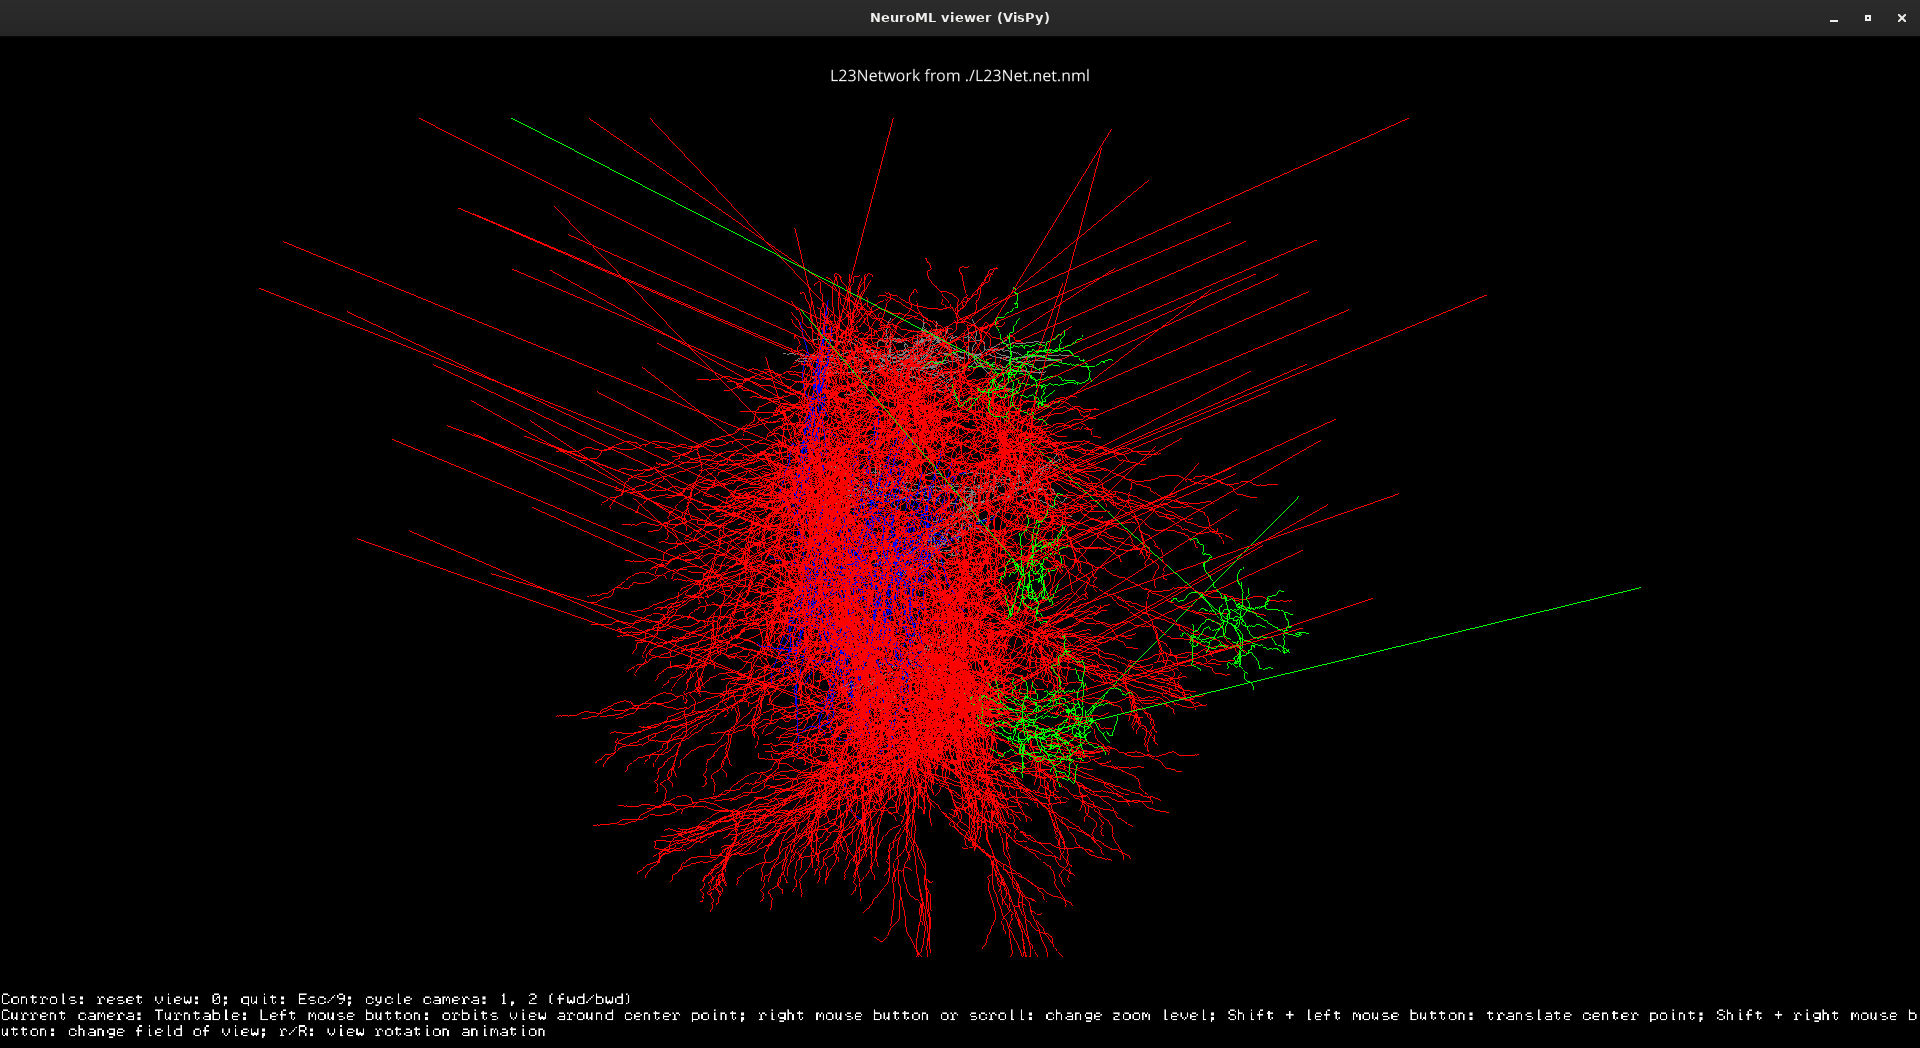 NeuroML viewer (VisPy)
L23Network from ./L23Net.net.nml
Controls: reset view: 0; quit: Esc/9; cycle camera: 1, 2 (fwd/bwd)
Current camera: Turntable: Left mouse button: orbits view around center point; right mouse button or scroll: change zoom level; Shift + left mouse button: translate center point; Shift + right mouse b
utton: change field of view; r/R: view rotation animation